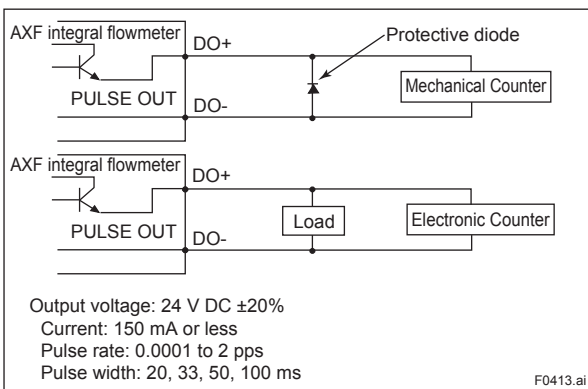 AXF integral flowmeter
DO+
Protective diode
Mechanical Counter
PULSE OUT
DO-
AXF integral flowmeter
DO+
Load
Electronic Counter
PULSE OUT
DO-
Output voltage: 24 V DC ±20%
Current: 150 mA or less
Pulse rate: 0.0001 to 2 pps
Pulse width: 20, 33, 50, 100 ms
F0413.ai